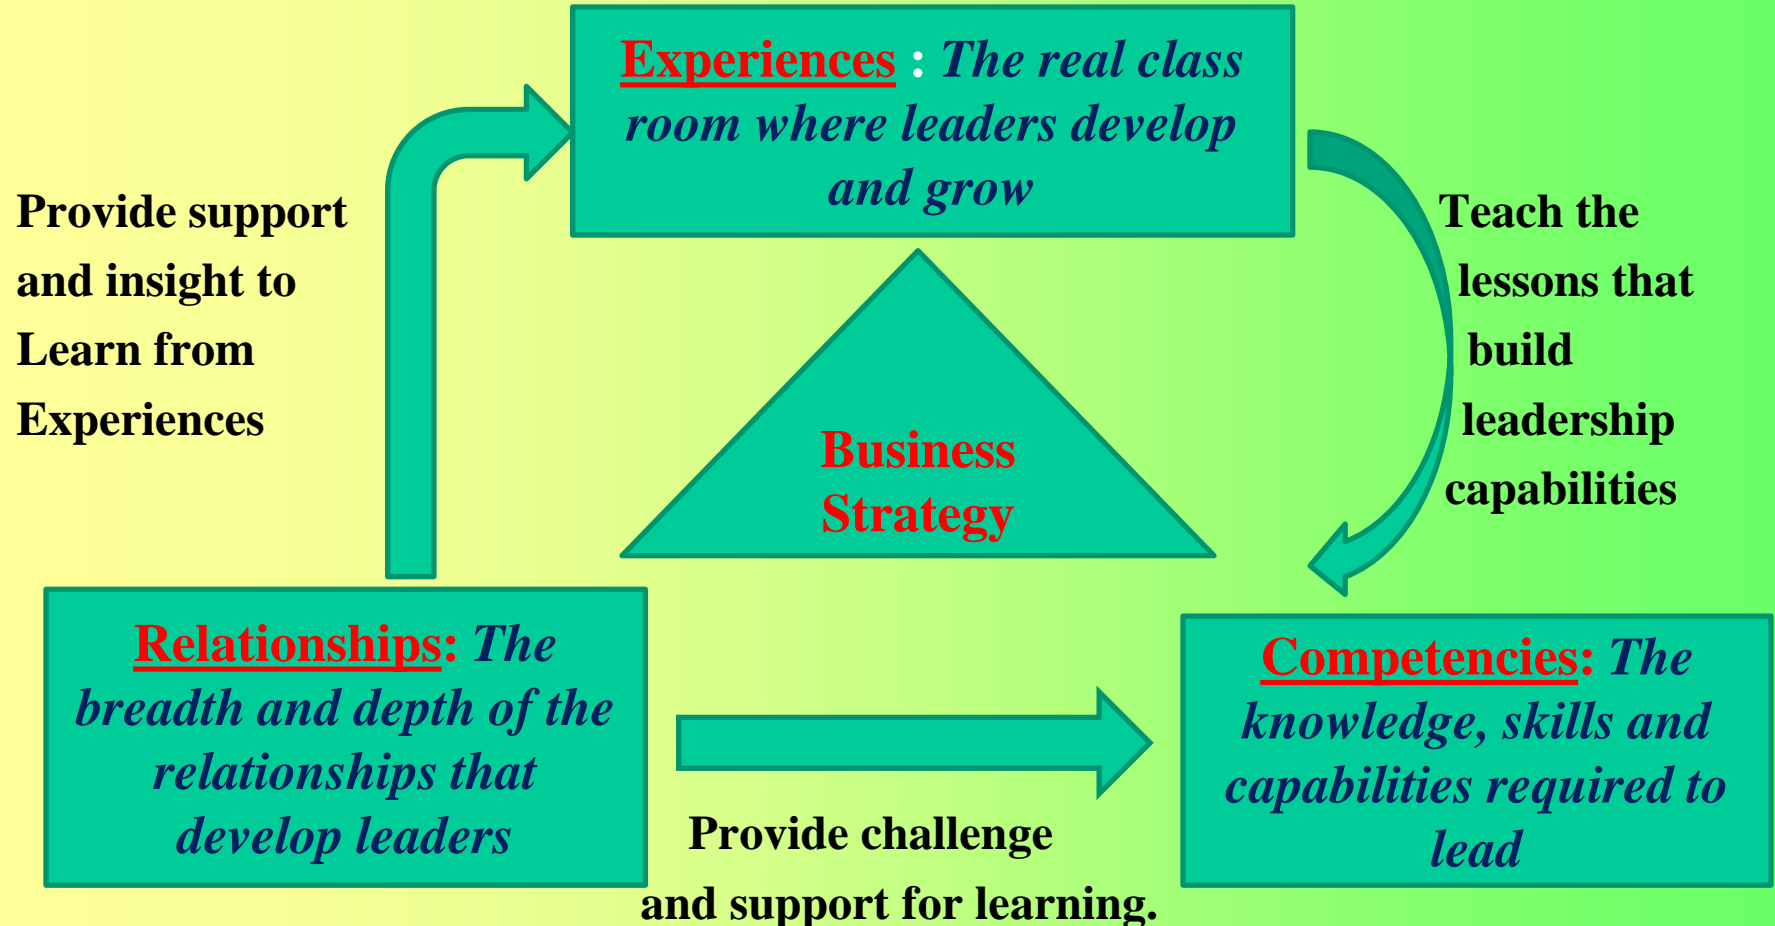 Experiences : The real class
room where leaders develop
and grow
Provide support
and insight to
Learn from
Experiences
Teach the
lessons that
build
leadership
capabilities
Business
Strategy
Relationships: The
breadth and depth of the
relationships that
develop leaders
Provide challenge
and support for learning.
Competencies: The
knowledge, skills and
capabilities required to
lead